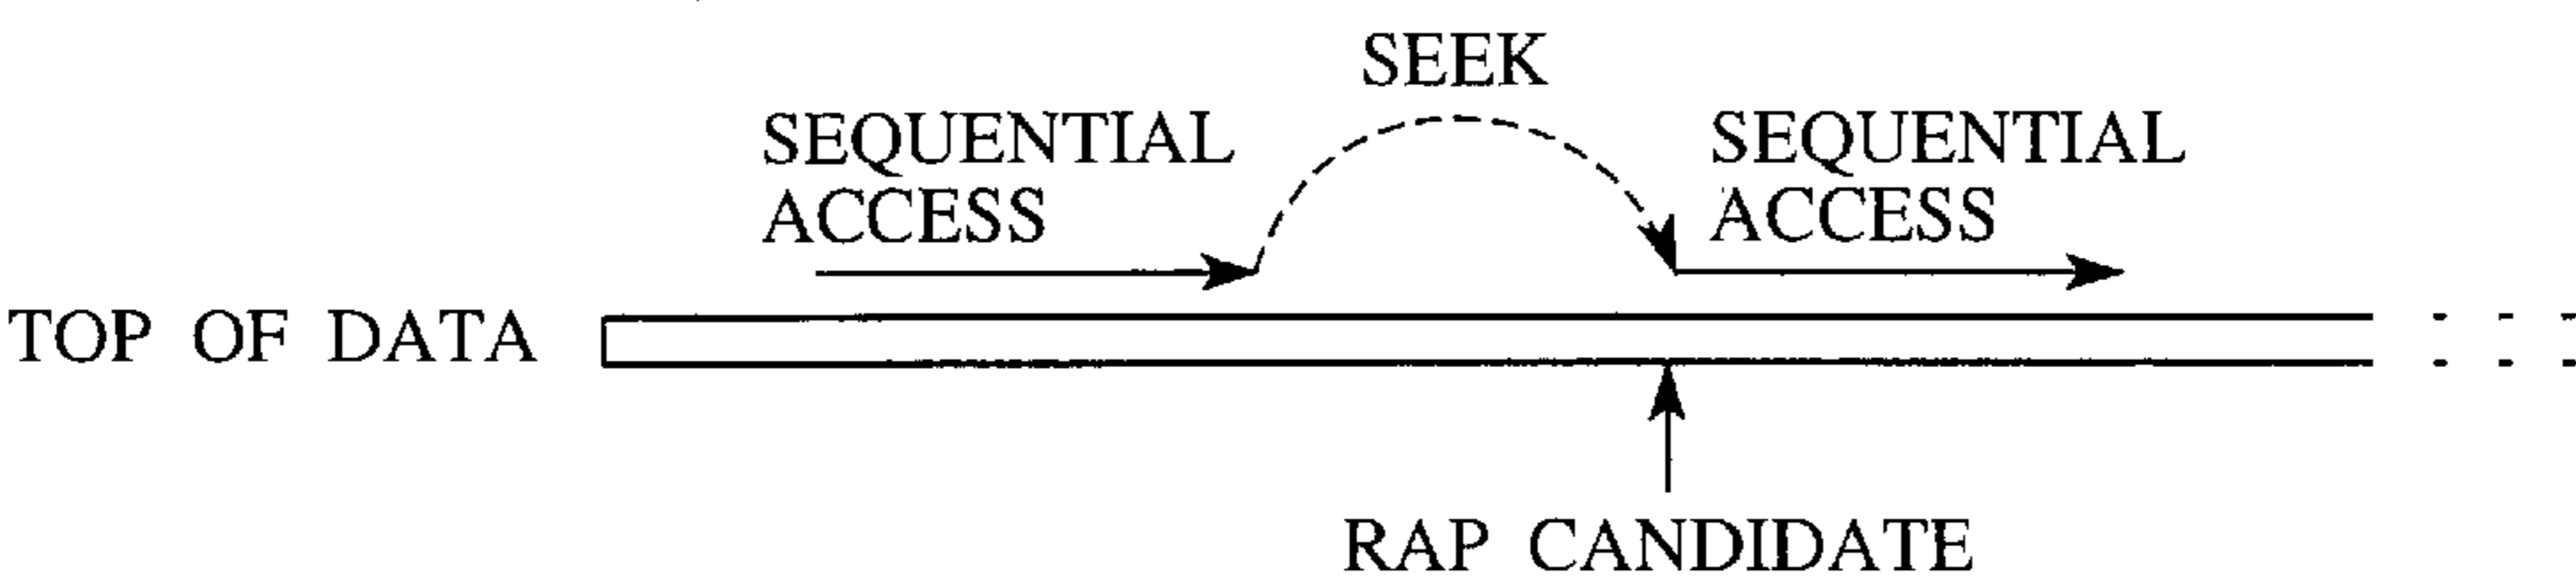 SEEK
SEQUENTIAL
ACCESS
SEQUENTIAL
ACCESS
TOP OF DATA
RAP CANDIDATE